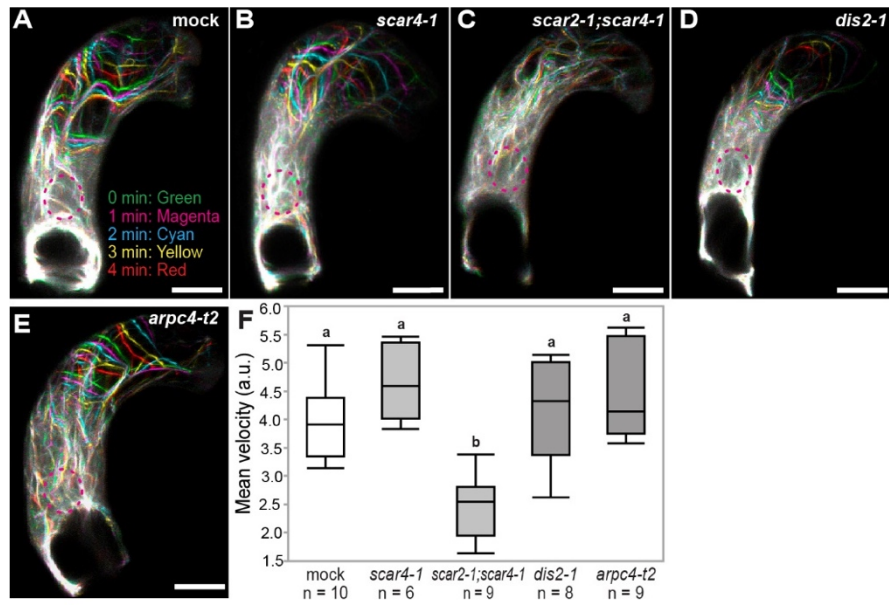 A
mock
B
scar4-1
C
scar2-1;scar4-1
D
dis2-1
0 min: Green
1 min: Magenta
2 min: Cyan
3 min: Yellow
4 min: Red
E
arpc4-t2
F
Mean velocity (a.u.)
6.0
5.5
5.0
4.5
4.0
3.5
3.0
2.5
2.0
1.5
a
a
b
a
a
mock
scar4-1
scar2-1;scar4-1
dis2-1
arpc4-t2
n = 10
n = 6
n = 9
n = 8
n = 9